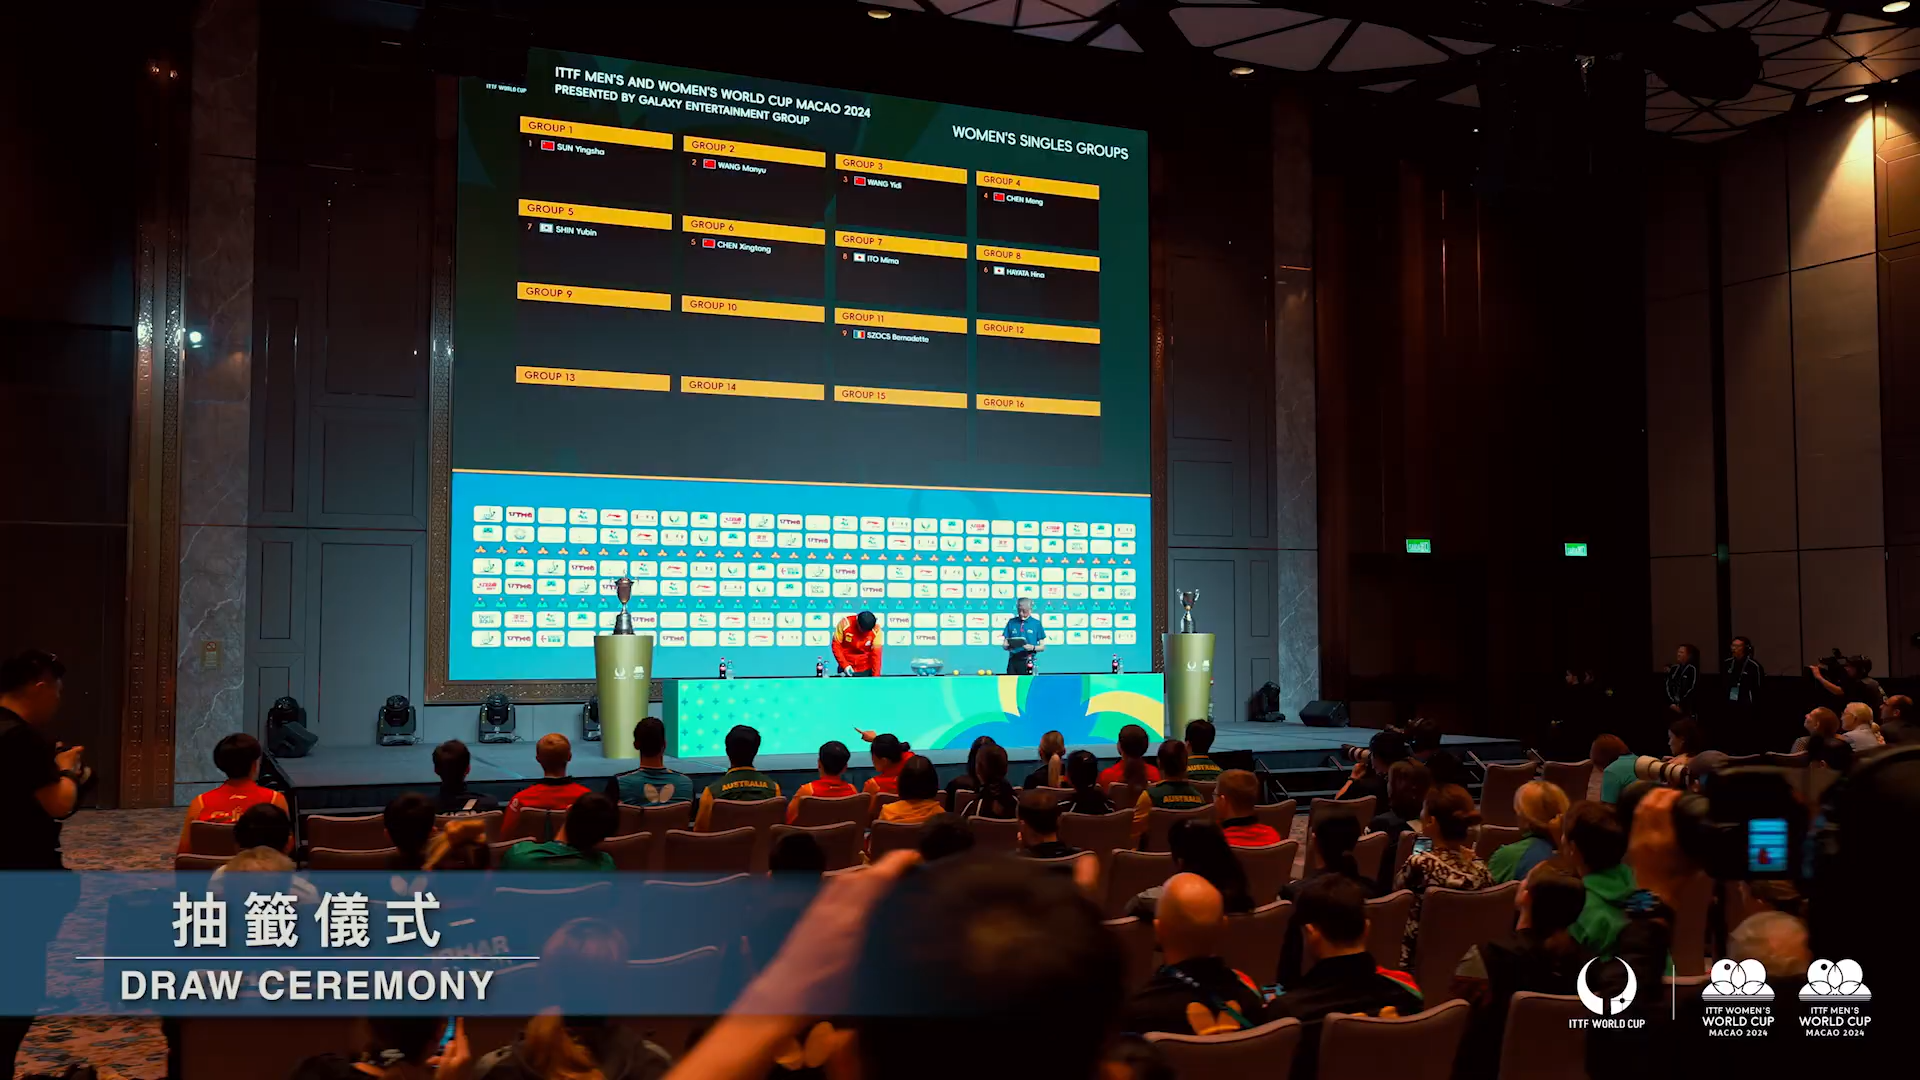 ITTF WORLD CUP
ITTF MEN'S AND WOMEN'S WORLD CUP MACAO 2024
PRESENTED BY GALAXY ENTERTAINMENT GROUP
WOMEN'S SINGLES GROUPS
GROUP 1
1 SUN Yingsha
GROUP 2
2 WANG Manyu
GROUP 3
3 WANG Yidi
GROUP 4
4 CHEN Meng
GROUP 5
7 SHIN Yubin
GROUP 6
5 CHEN Xingtong
GROUP 7
8 ITO Mima
GROUP 8
6 HAYATA Hina
GROUP 9
GROUP 10
GROUP 11
9 SZOCS Bernadette
GROUP 12
GROUP 13
GROUP 14
GROUP 15
GROUP 16
AUSTRALIA
AUSTRALIA
抽籤儀式
DRAW CEREMONY
ITTF WORLD CUP
ITTF WOMEN'S
WORLD CUP
MACAO 2024
ITTF MEN'S
WORLD CUP
MACAO 2024